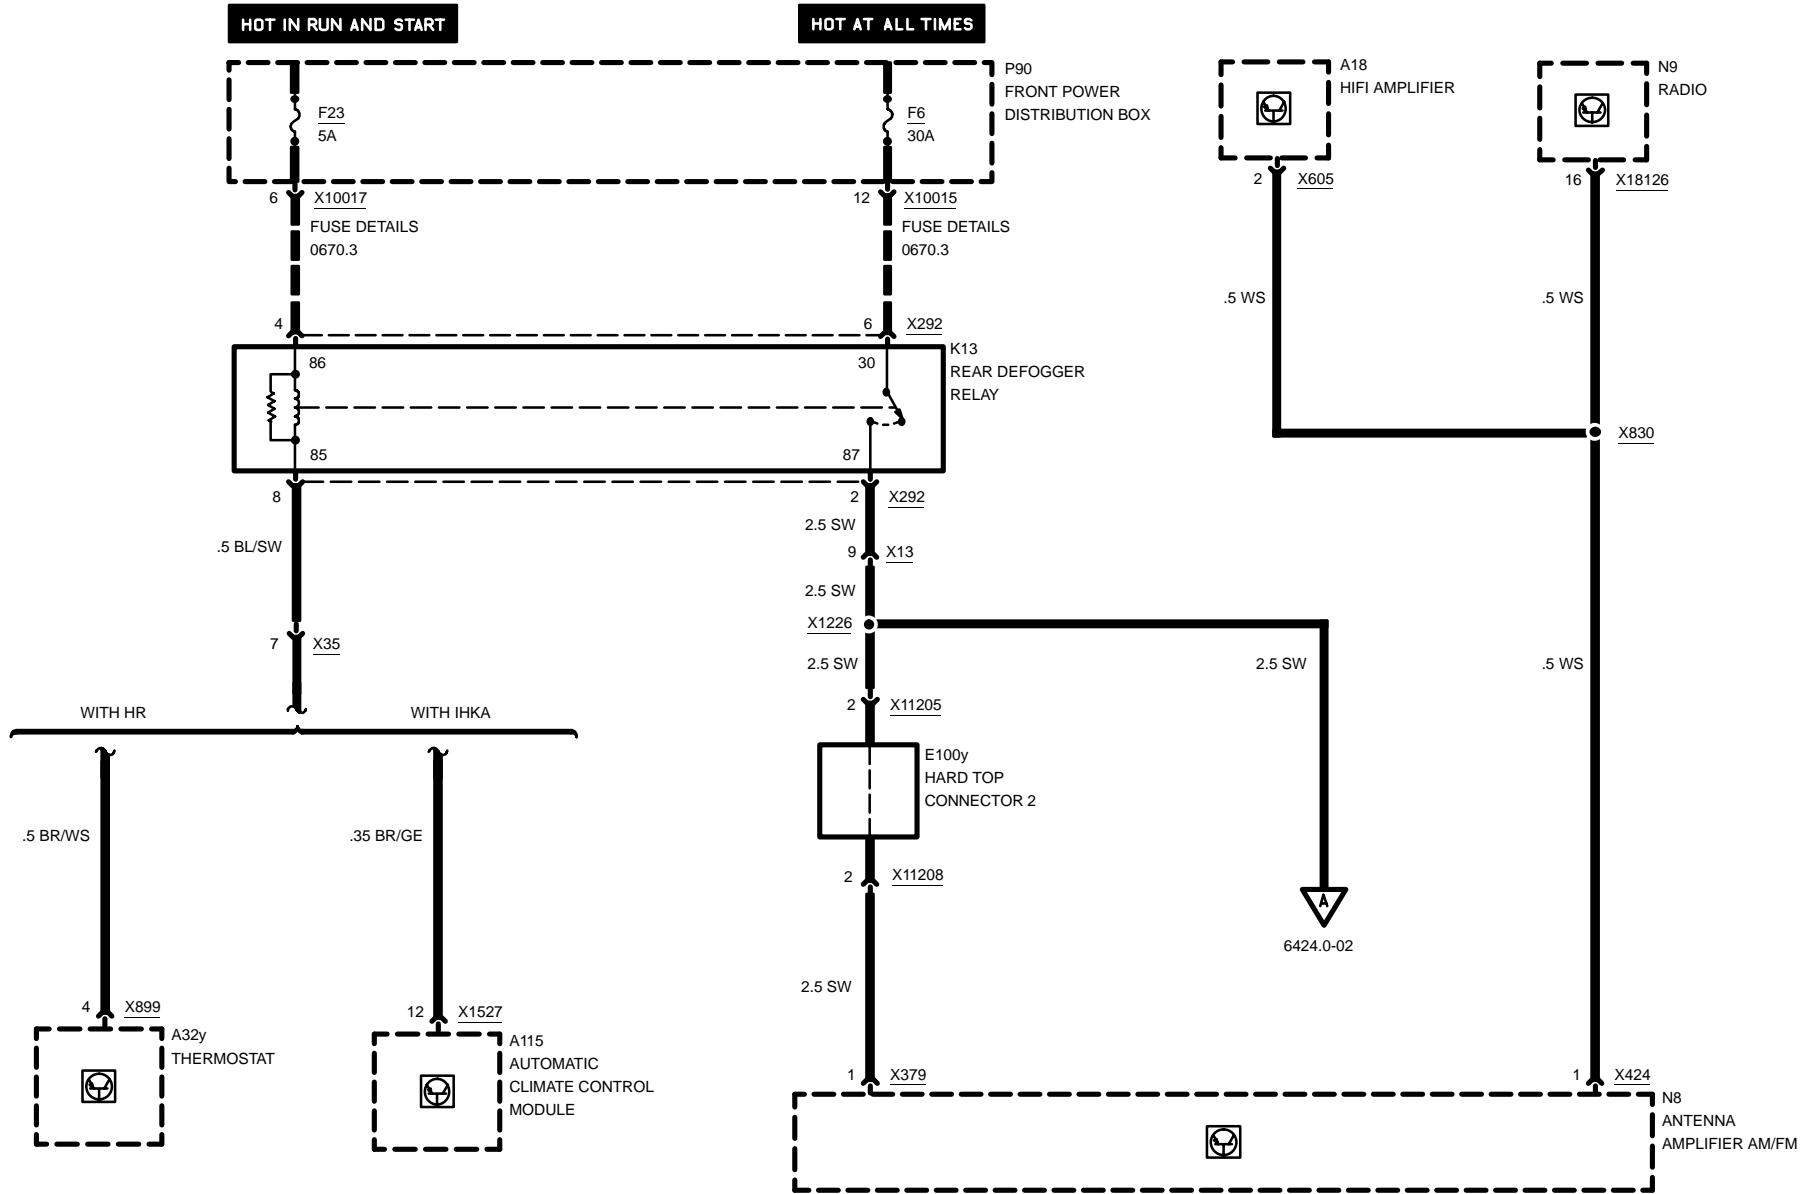 HOT IN RUN AND START
HOT AT ALL TIMES
P90
FRONT POWER
DISTRIBUTION BOX
F23
5A
F6
30A
A18
HIFI AMPLIFIER
N9
RADIO
6
X10017
FUSE DETAILS
0670.3
12
X10015
FUSE DETAILS
0670.3
2
X605
16
X18126
.5 WS
.5 WS
4
6
X292
K13
REAR DEFOGGER
RELAY
86
30
85
87
X830
8
2
X292
2.5 SW
.5 BL/SW
9
X13
2.5 SW
X1226
7
X35
2.5 SW
2.5 SW
.5 WS
2
X11205
WITH HR
WITH IHKA
E100y
HARD TOP
CONNECTOR 2
.5 BR/WS
.35 BR/GE
2
X11208
A
6424.0-02
2.5 SW
4
X899
12
X1527
A32y
THERMOSTAT
A115
AUTOMATIC
CLIMATE CONTROL
MODULE
1
X379
1
X424
N8
ANTENNA
AMPLIFIER AM/FM